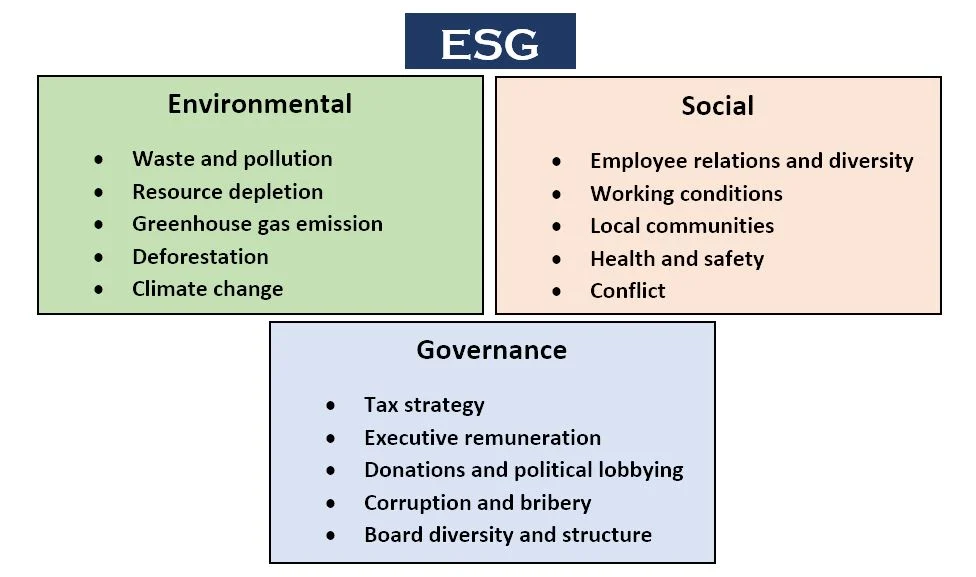 ESG
Environmental
• Waste and pollution
• Resource depletion
• Greenhouse gas emission
• Deforestation
• Climate change
Social
• Employee relations and diversity
• Working conditions
• Local communities
• Health and safety
• Conflict
Governance
• Tax strategy
• Executive remuneration
• Donations and political lobbying
• Corruption and bribery
• Board diversity and structure